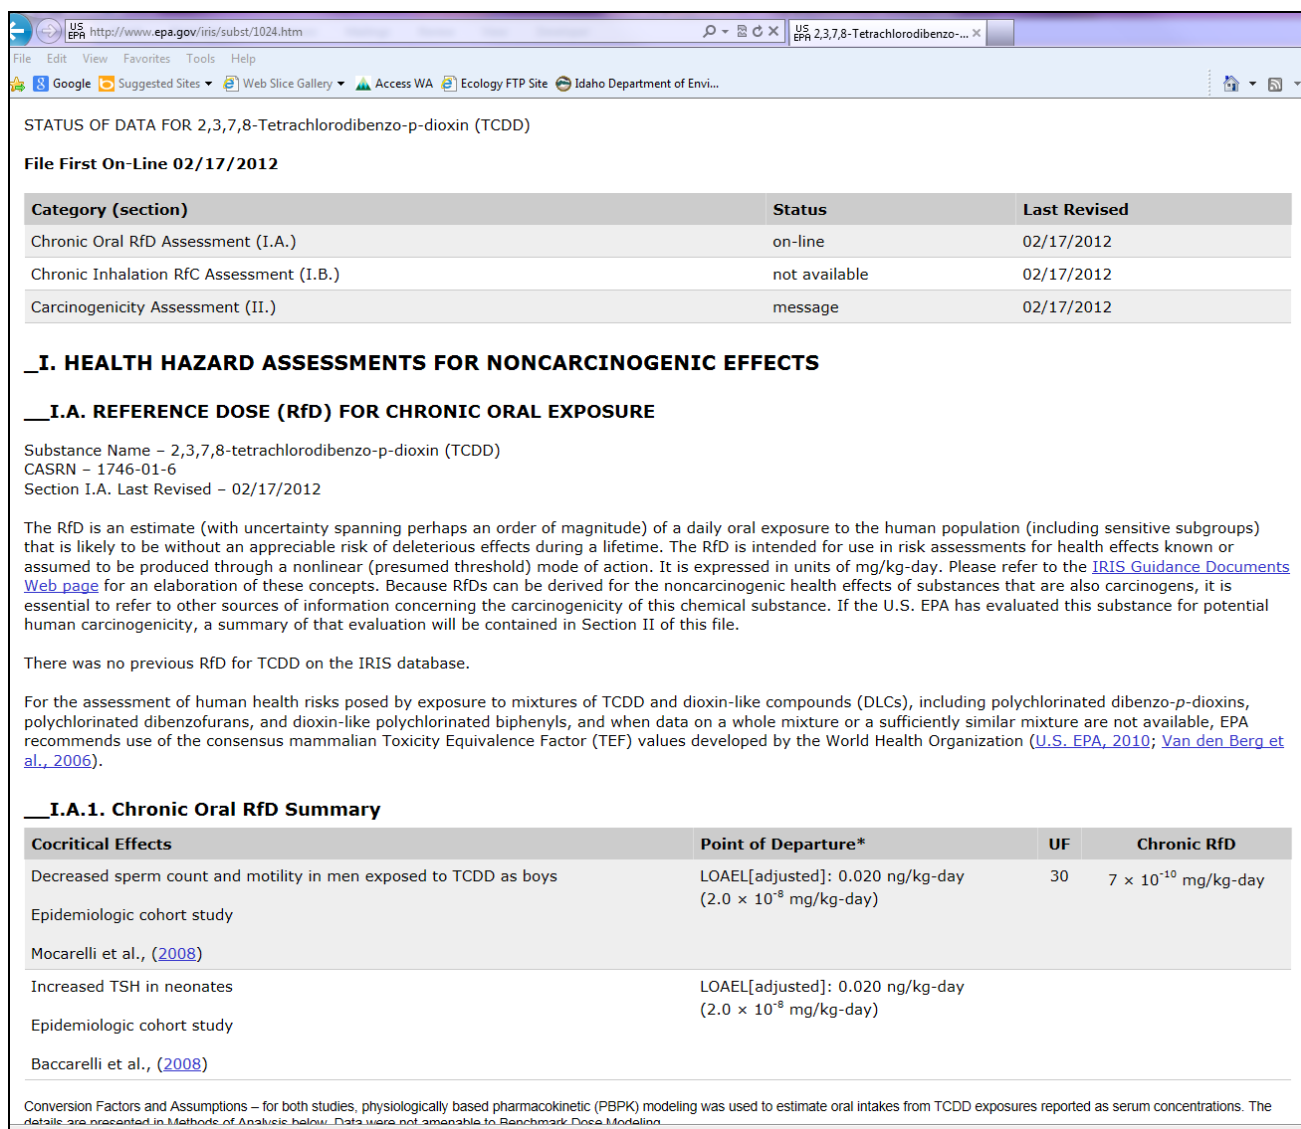 US EPA http://www.epa.gov/iris/subst/1024.htm
US EPA 2,3,7,8-Tetrachlorodibenzo-...
File Edit View Favorites Tools Help
Google Suggested Sites Web Slice Gallery Access WA Ecology FTP Site Idaho Department of Envi...
STATUS OF DATA FOR 2,3,7,8-Tetrachlorodibenzo-p-dioxin (TCDD)
File First On-Line 02/17/2012
Category (section) Status Last Revised
Chronic Oral RfD Assessment (I.A.) on-line 02/17/2012
Chronic Inhalation RfC Assessment (I.B.) not available 02/17/2012
Carcinogenicity Assessment (II.) message 02/17/2012
_I. HEALTH HAZARD ASSESSMENTS FOR NONCARCINOGENIC EFFECTS
__I.A. REFERENCE DOSE (RfD) FOR CHRONIC ORAL EXPOSURE
Substance Name – 2,3,7,8-tetrachlorodibenzo-p-dioxin (TCDD)
CASRN – 1746-01-6
Section I.A. Last Revised – 02/17/2012
The RfD is an estimate (with uncertainty spanning perhaps an order of magnitude) of a daily oral exposure to the human population (including sensitive subgroups)
that is likely to be without an appreciable risk of deleterious effects during a lifetime. The RfD is intended for use in risk assessments for health effects known or
assumed to be produced through a nonlinear (presumed threshold) mode of action. It is expressed in units of mg/kg-day. Please refer to the IRIS Guidance Documents
Web page for an elaboration of these concepts. Because RfDs can be derived for the noncarcinogenic health effects of substances that are also carcinogens, it is
essential to refer to other sources of information concerning the carcinogenicity of this chemical substance. If the U.S. EPA has evaluated this substance for potential
human carcinogenicity, a summary of that evaluation will be contained in Section II of this file.
There was no previous RfD for TCDD on the IRIS database.
For the assessment of human health risks posed by exposure to mixtures of TCDD and dioxin-like compounds (DLCs), including polychlorinated dibenzo-p-dioxins,
polychlorinated dibenzofurans, and dioxin-like polychlorinated biphenyls, and when data on a whole mixture or a sufficiently similar mixture are not available, EPA
recommends use of the consensus mammalian Toxicity Equivalence Factor (TEF) values developed by the World Health Organization (U.S. EPA, 2010; Van den Berg et
al., 2006).
__I.A.1. Chronic Oral RfD Summary
Cocritical Effects Point of Departure* UF Chronic RfD
Decreased sperm count and motility in men exposed to TCDD as boys LOAEL[adjusted]: 0.020 ng/kg-day 30 7 × 10⁻¹⁰ mg/kg-day
(2.0 × 10⁻⁸ mg/kg-day)
Epidemiologic cohort study
Mocarelli et al., (2008)
Increased TSH in neonates LOAEL[adjusted]: 0.020 ng/kg-day
(2.0 × 10⁻⁸ mg/kg-day)
Epidemiologic cohort study
Baccarelli et al., (2008)
Conversion Factors and Assumptions – for both studies, physiologically based pharmacokinetic (PBPK) modeling was used to estimate oral intakes from TCDD exposures reported as serum concentrations. The
details are presented in Methods of Analysis below. Data were not amenable to Benchmark Dose Modeling.